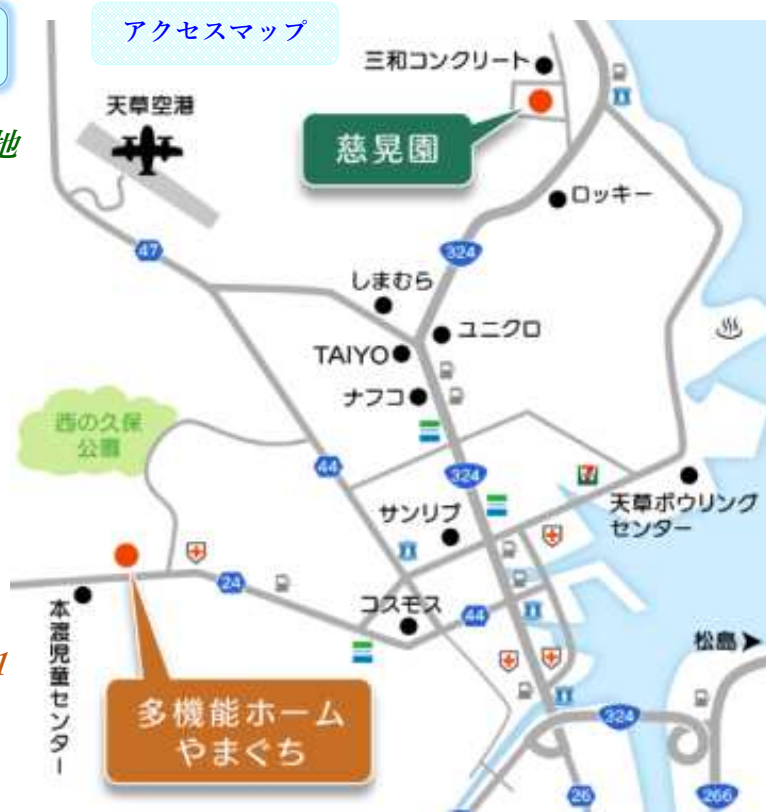 アクセスマップ
三和コンクリート
天草空港
地
慈晃園
ロッキー
47
324
しまむら
ユニクロ
TAIYO
ナフコ
西の久保
公園
44
324
7
サンリブ
天草ボウリング
センター
24
コスモス
44
本渡児童センター
松島
1
多機能ホーム
やまぐち
324
26
266